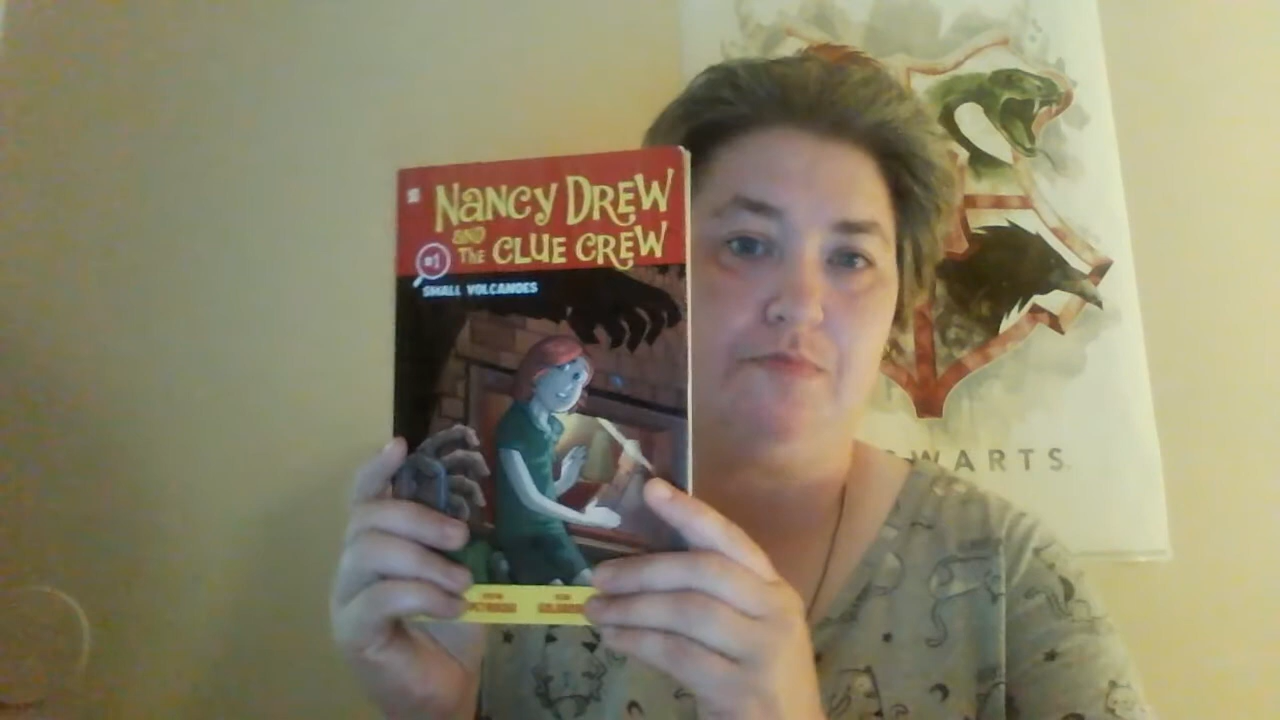 NANCY DREW
AND
THE CLUE CREW
#1
SMALL VOLCANOES
WARTS